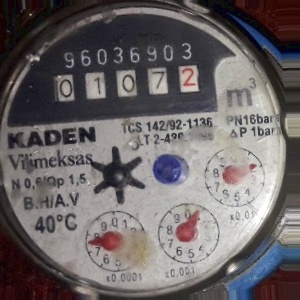 96036903
01072
m³
KADEN
TCS 142/92-1136
PN16bar
Vilimeksas
ΔP 1bar
N 0,6/Qp 1,5
B.H/A.V
40°C
x0.01
x0.0001
x0.001